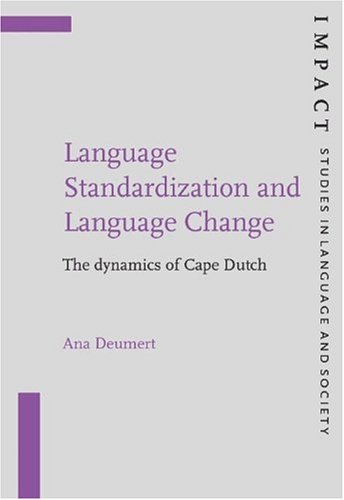 Language
Standardization and
Language Change
The dynamics of Cape Dutch
Ana Deumert
IMPACT STUDIES IN LANGUAGE AND SOCIETY